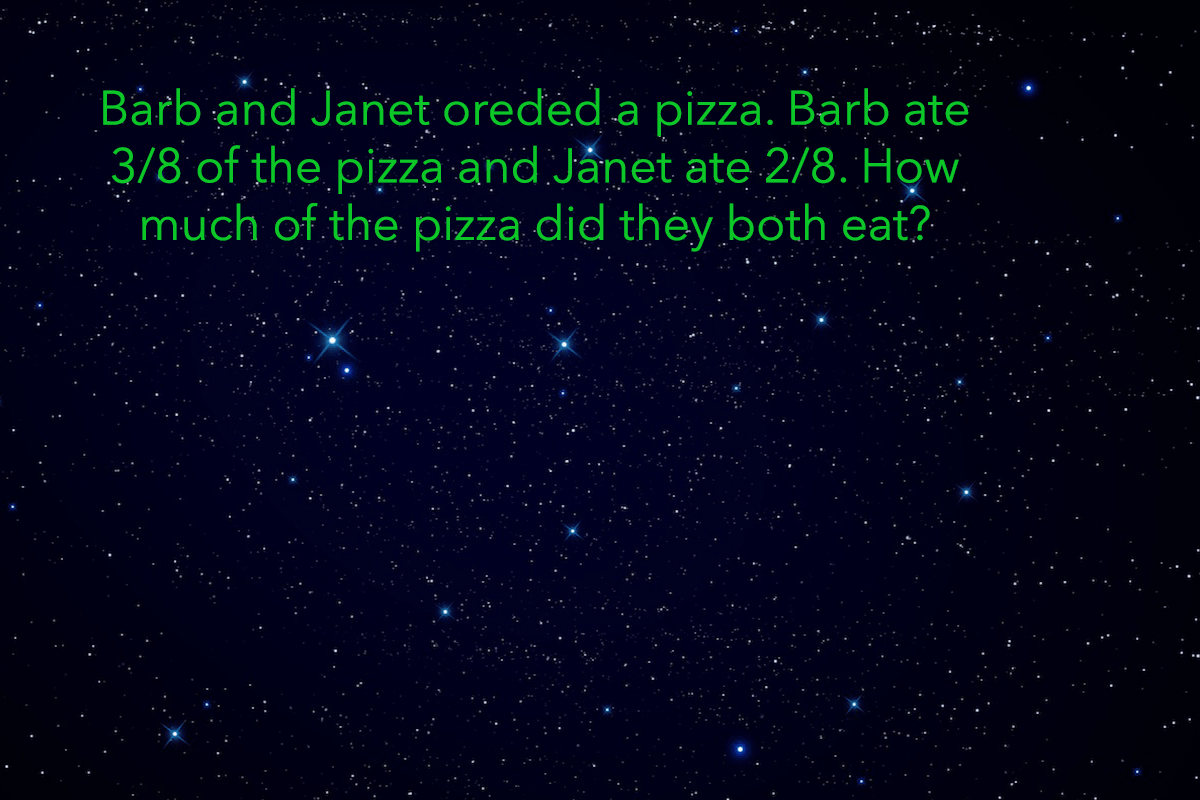 Barb and Janet oreded a pizza. Barb ate
3/8 of the pizza and Janet ate 2/8. How
much of the pizza did they both eat?